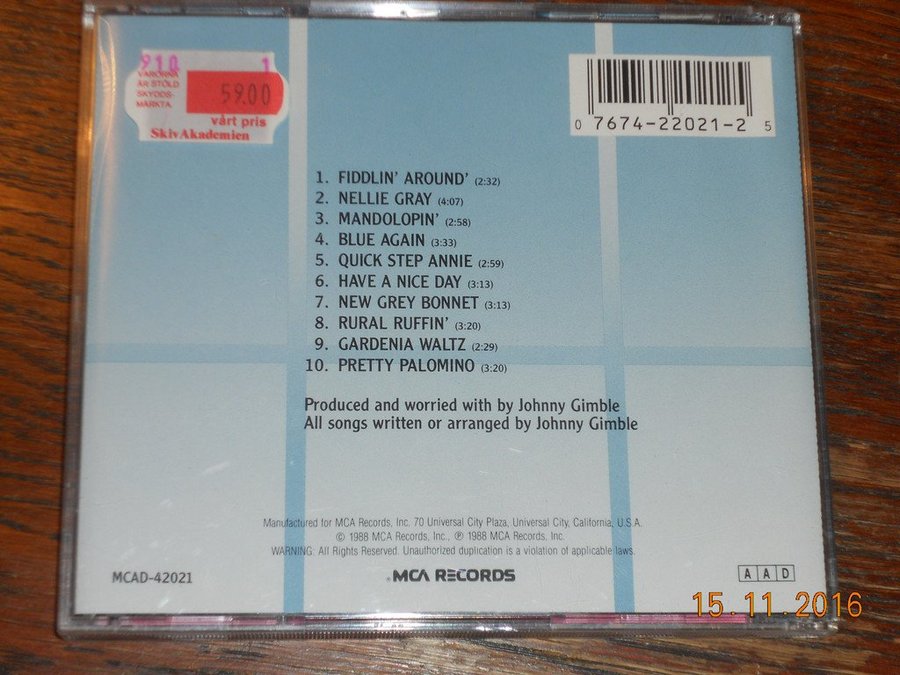 910 1
VARORNA
ÄR STÖLD
SKYDDS-
MÄRKTA
59.00
vårt pris
SkivAkademien
0 7674-22021-2 5
1. FIDDLIN' AROUND' (2:32)
2. NELLIE GRAY (4:07)
3. MANDOLOPIN' (2:58)
4. BLUE AGAIN (3:33)
5. QUICK STEP ANNIE (2:59)
6. HAVE A NICE DAY (3:13)
7. NEW GREY BONNET (3:13)
8. RURAL RUFFIN' (3:20)
9. GARDENIA WALTZ (2:29)
10. PRETTY PALOMINO (3:20)
Produced and worried with by Johnny Gimble
All songs written or arranged by Johnny Gimble
Manufactured for MCA Records, Inc. 70 Universal City Plaza, Universal City, California, U.S.A.
© 1988 MCA Records, Inc., ℗ 1988 MCA Records, Inc.
WARNING: All Rights Reserved. Unauthorized duplication is a violation of applicable laws.
MCAD-42021
MCA RECORDS
A A D
15.11.2016